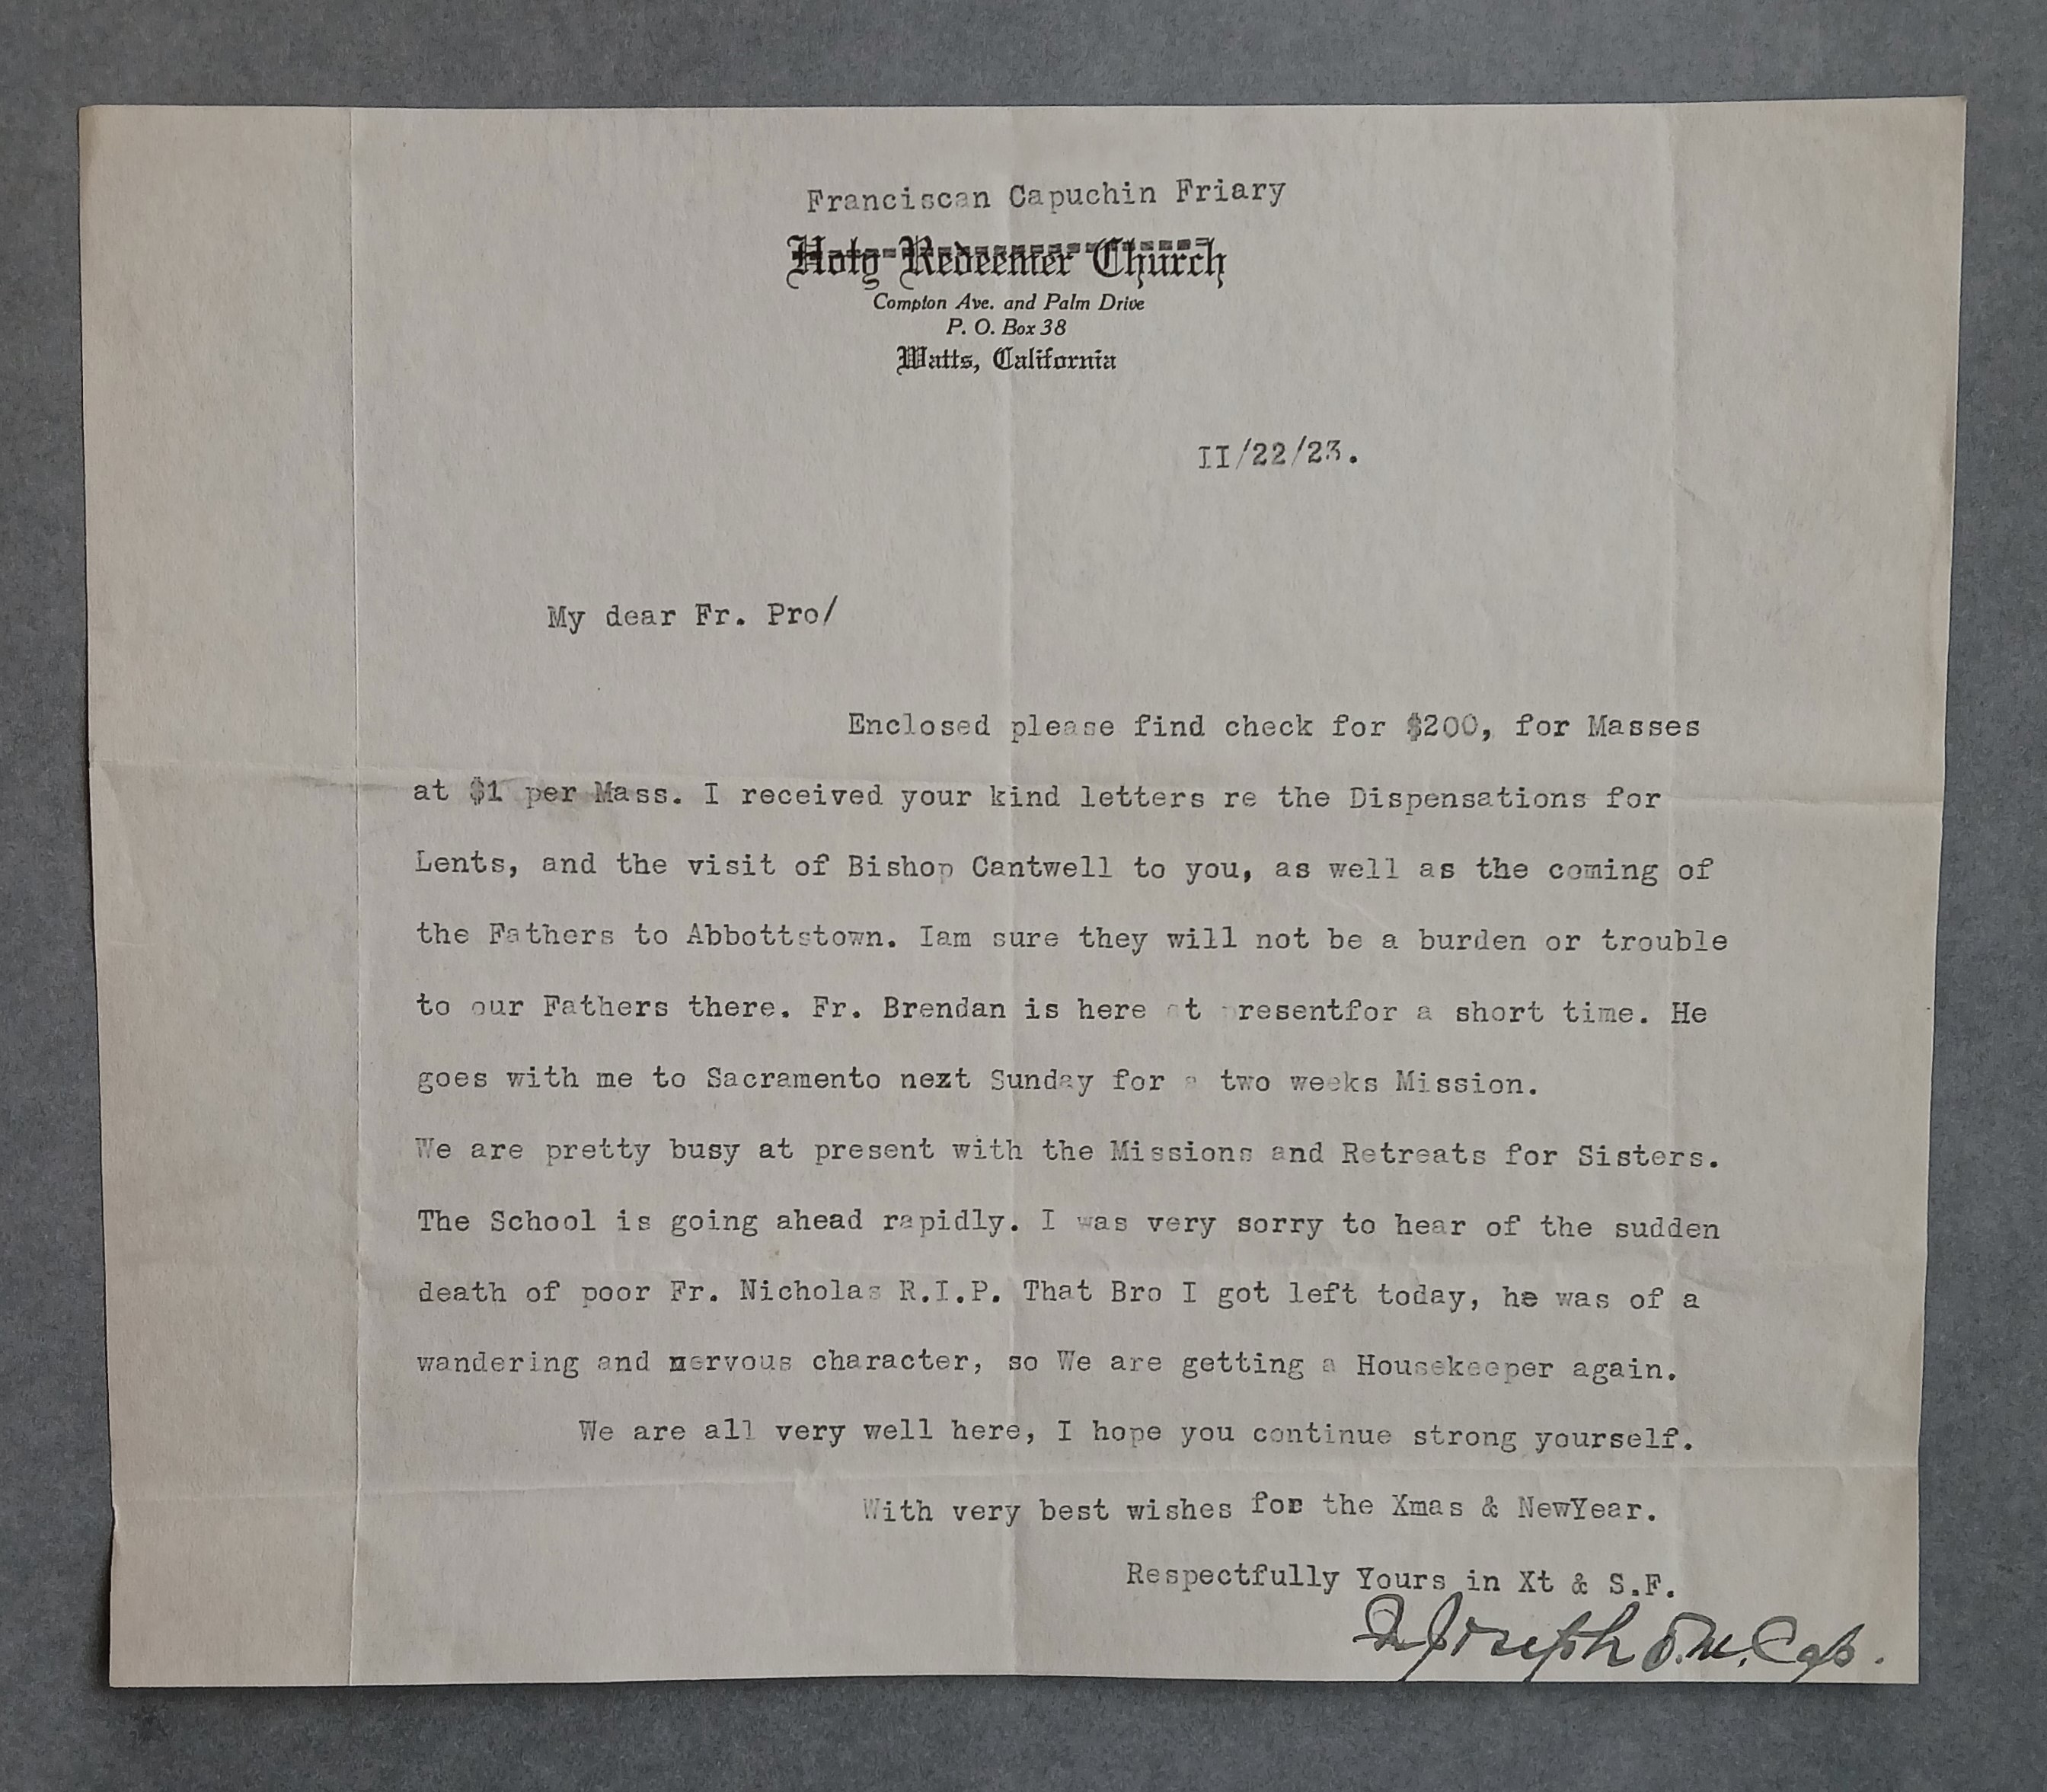 Franciscan Capuchin Friary
Holy Redeemer Church
Compton Ave. and Palm Drive
P. O. Box 38
Watts, California
II/22/23.
My dear Fr. Pro/
Enclosed please find check for $200, for Masses
at $1 per Mass. I received your kind letters re the Dispensations for
Lents, and the visit of Bishop Cantwell to you, as well as the coming of
the Fathers to Abbottstown. Iam sure they will not be a burden or trouble
to our Fathers there. Fr. Brendan is here at presentfor a short time. He
goes with me to Sacramento nezt Sunday for a two weeks Mission.
We are pretty busy at present with the Missions and Retreats for Sisters.
The School is going ahead rapidly. I was very sorry to hear of the sudden
death of poor Fr. Nicholas R.I.P. That Bro I got left today, he was of a
wandering and nervous character, so We are getting a Housekeeper again.
We are all very well here, I hope you continue strong yourself.
With very best wishes for the Xmas & NewYear.
Respectfully Yours in Xt & S.F.
Fr Joseph O.M.Cap.